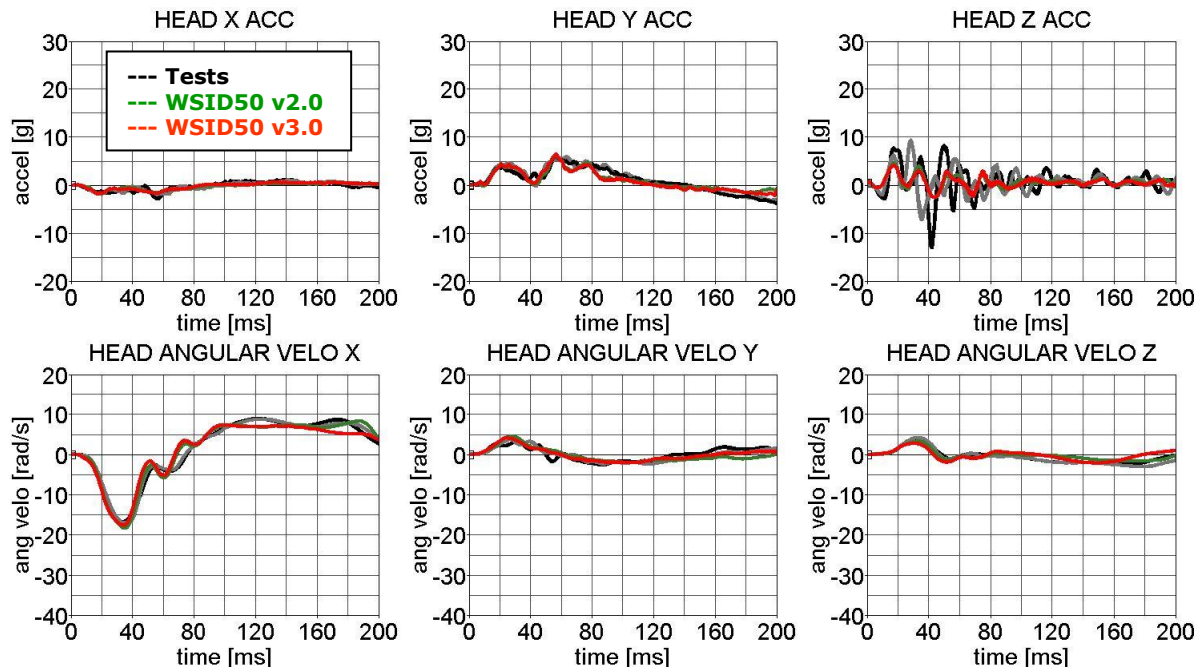 HEAD X ACC
HEAD Y ACC
HEAD Z ACC
accel [g]
30
20
10
0
-10
-20
--- Tests
--- WSID50 v2.0
--- WSID50 v3.0
0 40 80 120 160 200
time [ms]
accel [g]
30
20
10
0
-10
-20
0 40 80 120 160 200
time [ms]
accel [g]
30
20
10
0
-10
-20
0 40 80 120 160 200
time [ms]
HEAD ANGULAR VELO X
HEAD ANGULAR VELO Y
HEAD ANGULAR VELO Z
ang velo [rad/s]
20
10
0
-10
-20
-30
-40
0 40 80 120 160 200
time [ms]
ang velo [rad/s]
20
10
0
-10
-20
-30
-40
0 40 80 120 160 200
time [ms]
ang velo [rad/s]
20
10
0
-10
-20
-30
-40
0 40 80 120 160 200
time [ms]